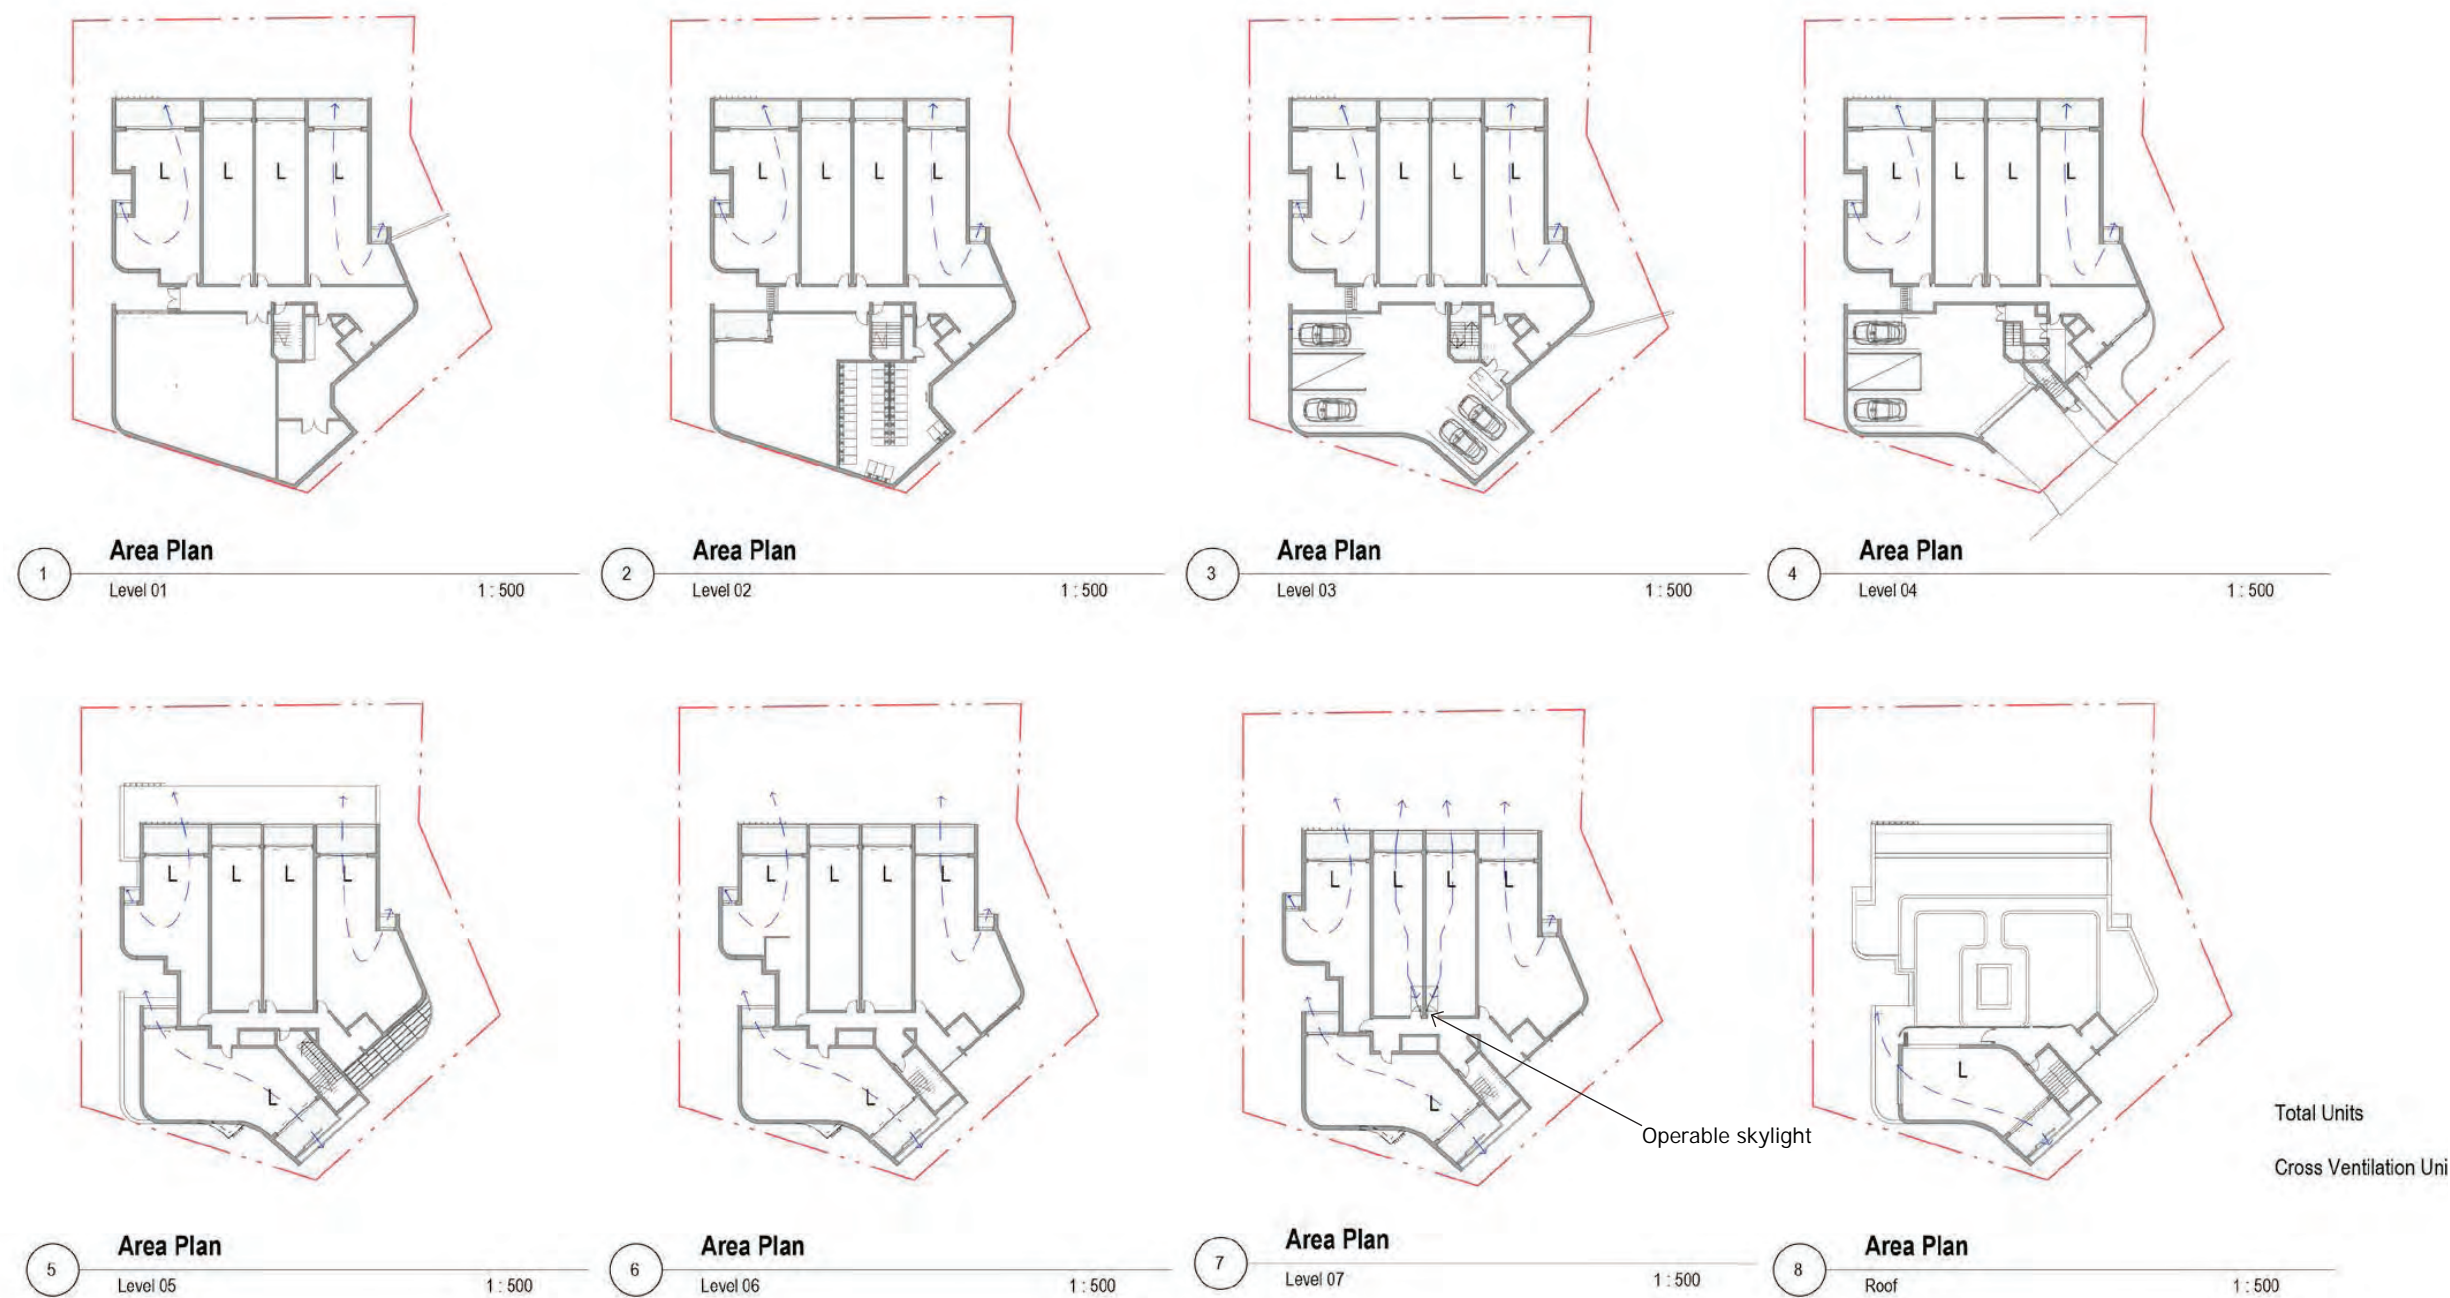 L L L L
L L L L
L L L L
L L L L
1 Area Plan
Level 01 1 : 500
2 Area Plan
Level 02 1 : 500
3 Area Plan
Level 03 1 : 500
4 Area Plan
Level 04 1 : 500
L L L L
L
L L L L
L
L L L L
L
L
Operable skylight
Total Units
Cross Ventilation Uni
5 Area Plan
Level 05 1 : 500
6 Area Plan
Level 06 1 : 500
7 Area Plan
Level 07 1 : 500
8 Area Plan
Roof 1 : 500